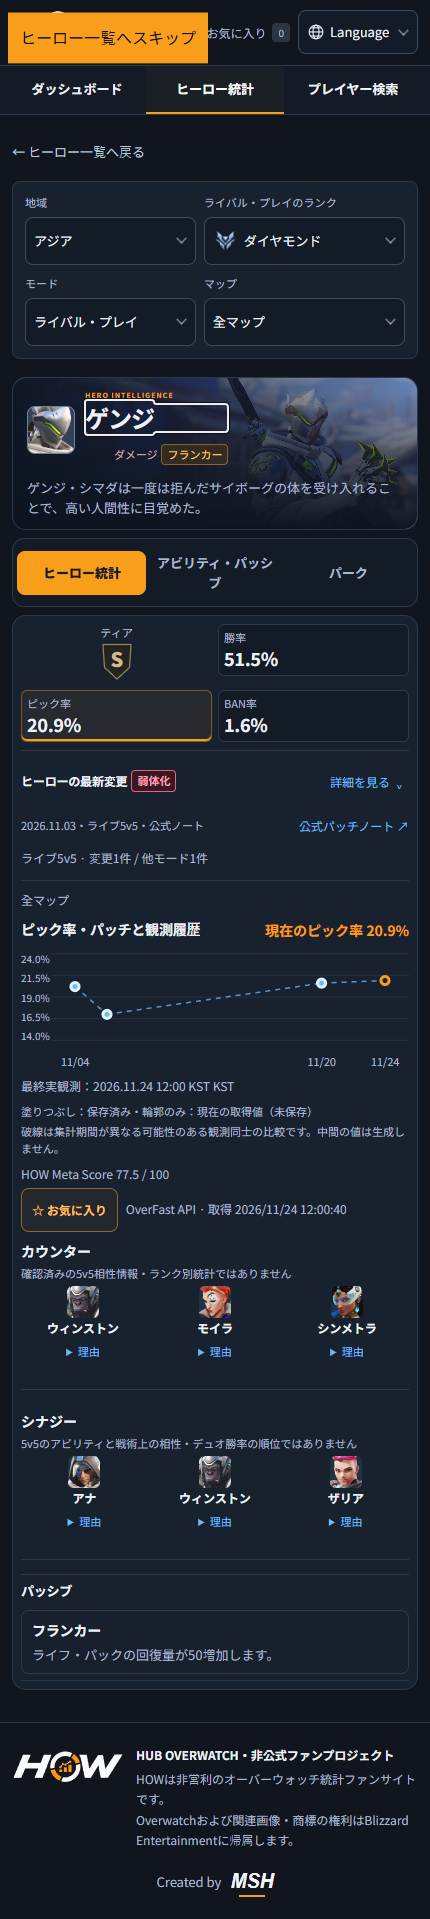 ヒーロー一覧へスキップ
お気に入り 0
Language
ダッシュボード
ヒーロー統計
プレイヤー検索
← ヒーロー一覧へ戻る
地域
ライバル・プレイのランク
アジア
ダイヤモンド
モード
マップ
ライバル・プレイ
全マップ
HERO INTELLIGENCE
ゲンジ
ダメージ フランカー
ゲンジ・シマダは一度は拒んだサイボーグの体を受け入れるこ
とで、高い人間性に目覚めた。
ヒーロー統計
アビリティ・パッシ
ブ
パーク
ティア
S
勝率
51.5%
ピック率
20.9%
BAN率
1.6%
ヒーローの最新変更 弱体化
詳細を見る ⌄
2026.11.03・ライブ5v5・公式ノート
公式パッチノート ↗
ライブ5v5 · 変更1件 / 他モード1件
全マップ
ピック率・パッチと観測履歴
現在のピック率 20.9%
24.0%
21.5%
19.0%
16.5%
14.0%
11/04
11/20
11/24
最終実観測：2026.11.24 12:00 KST KST
塗りつぶし：保存済み・輪郭のみ：現在の取得値（未保存）
破線は集計期間が異なる可能性のある観測同士の比較です。中間の値は生成し
ません。
HOW Meta Score 77.5 / 100
☆ お気に入り
OverFast API · 取得 2026/11/24 12:00:40
カウンター
確認済みの5v5相性情報・ランク別統計ではありません
ウィンストン
モイラ
シンメトラ
▶ 理由
▶ 理由
▶ 理由
シナジー
5v5のアビリティと戦術上の相性・デュオ勝率の順位ではありません
アナ
ウィンストン
ザリア
▶ 理由
▶ 理由
▶ 理由
パッシブ
フランカー
ライフ・パックの回復量が50増加します。
HOW
HUB OVERWATCH・非公式ファンプロジェクト
HOWは非営利のオーバーウォッチ統計ファンサイト
です。
Overwatchおよび関連画像・商標の権利はBlizzard
Entertainmentに帰属します。
Created by MSH